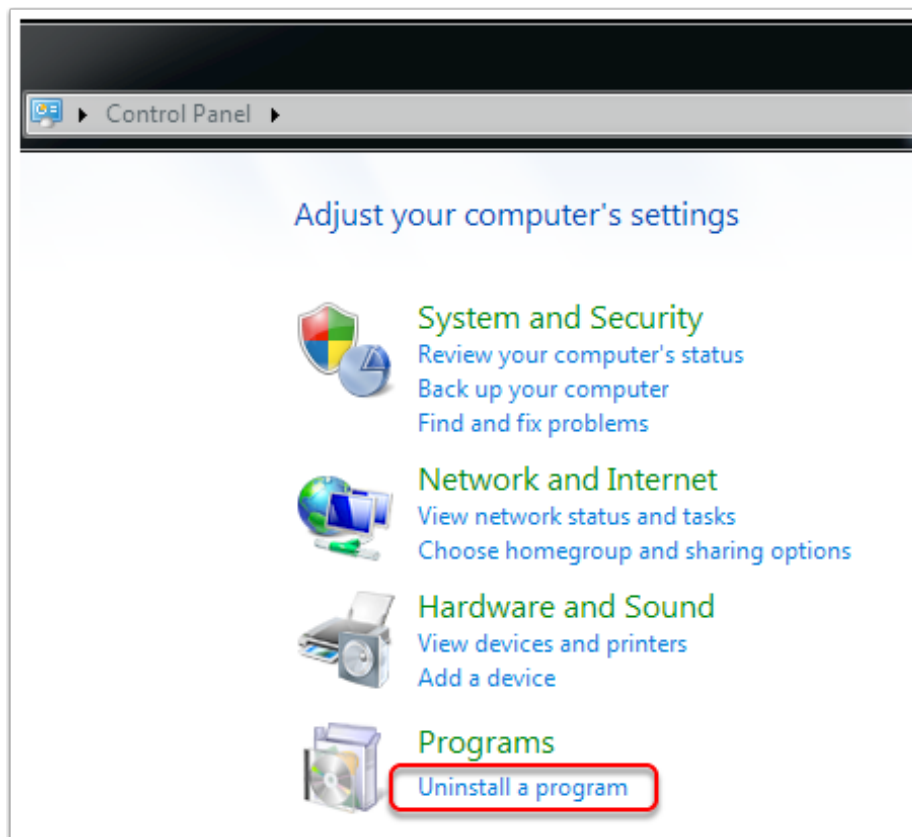 Control Panel
Adjust your computer's settings
System and Security
Review your computer's status
Back up your computer
Find and fix problems
Network and Internet
View network status and tasks
Choose homegroup and sharing options
Hardware and Sound
View devices and printers
Add a device
Programs
Uninstall a program